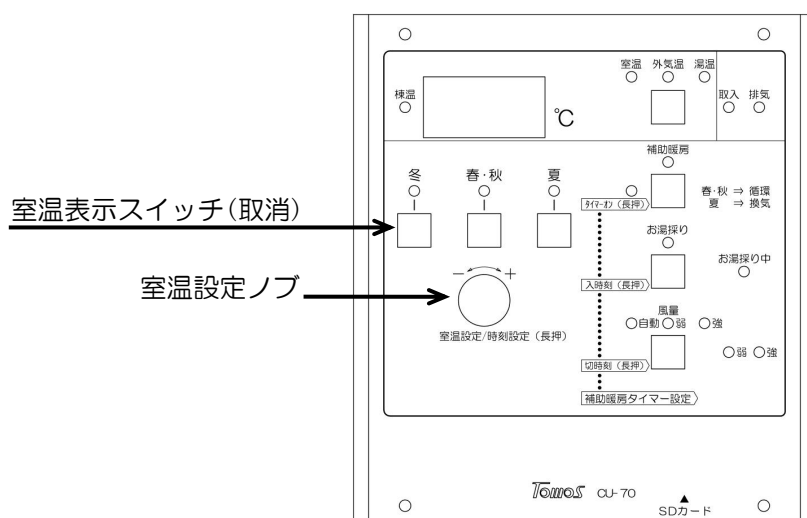 室温 外気温 湯温
棟温
取入 排気
℃
補助暖房
冬 春・秋 夏
春・秋 ⇒ 循環
夏 ⇒ 換気
タイマーオン（長押）
室温表示スイッチ(取消)
お湯採り
お湯採り中
室温設定ノブ
− +
入時刻（長押）
風量
自動 弱 強
室温設定/時刻設定（長押）
弱 強
切時刻（長押）
補助暖房タイマー設定
Tomos CU-70
SDカード